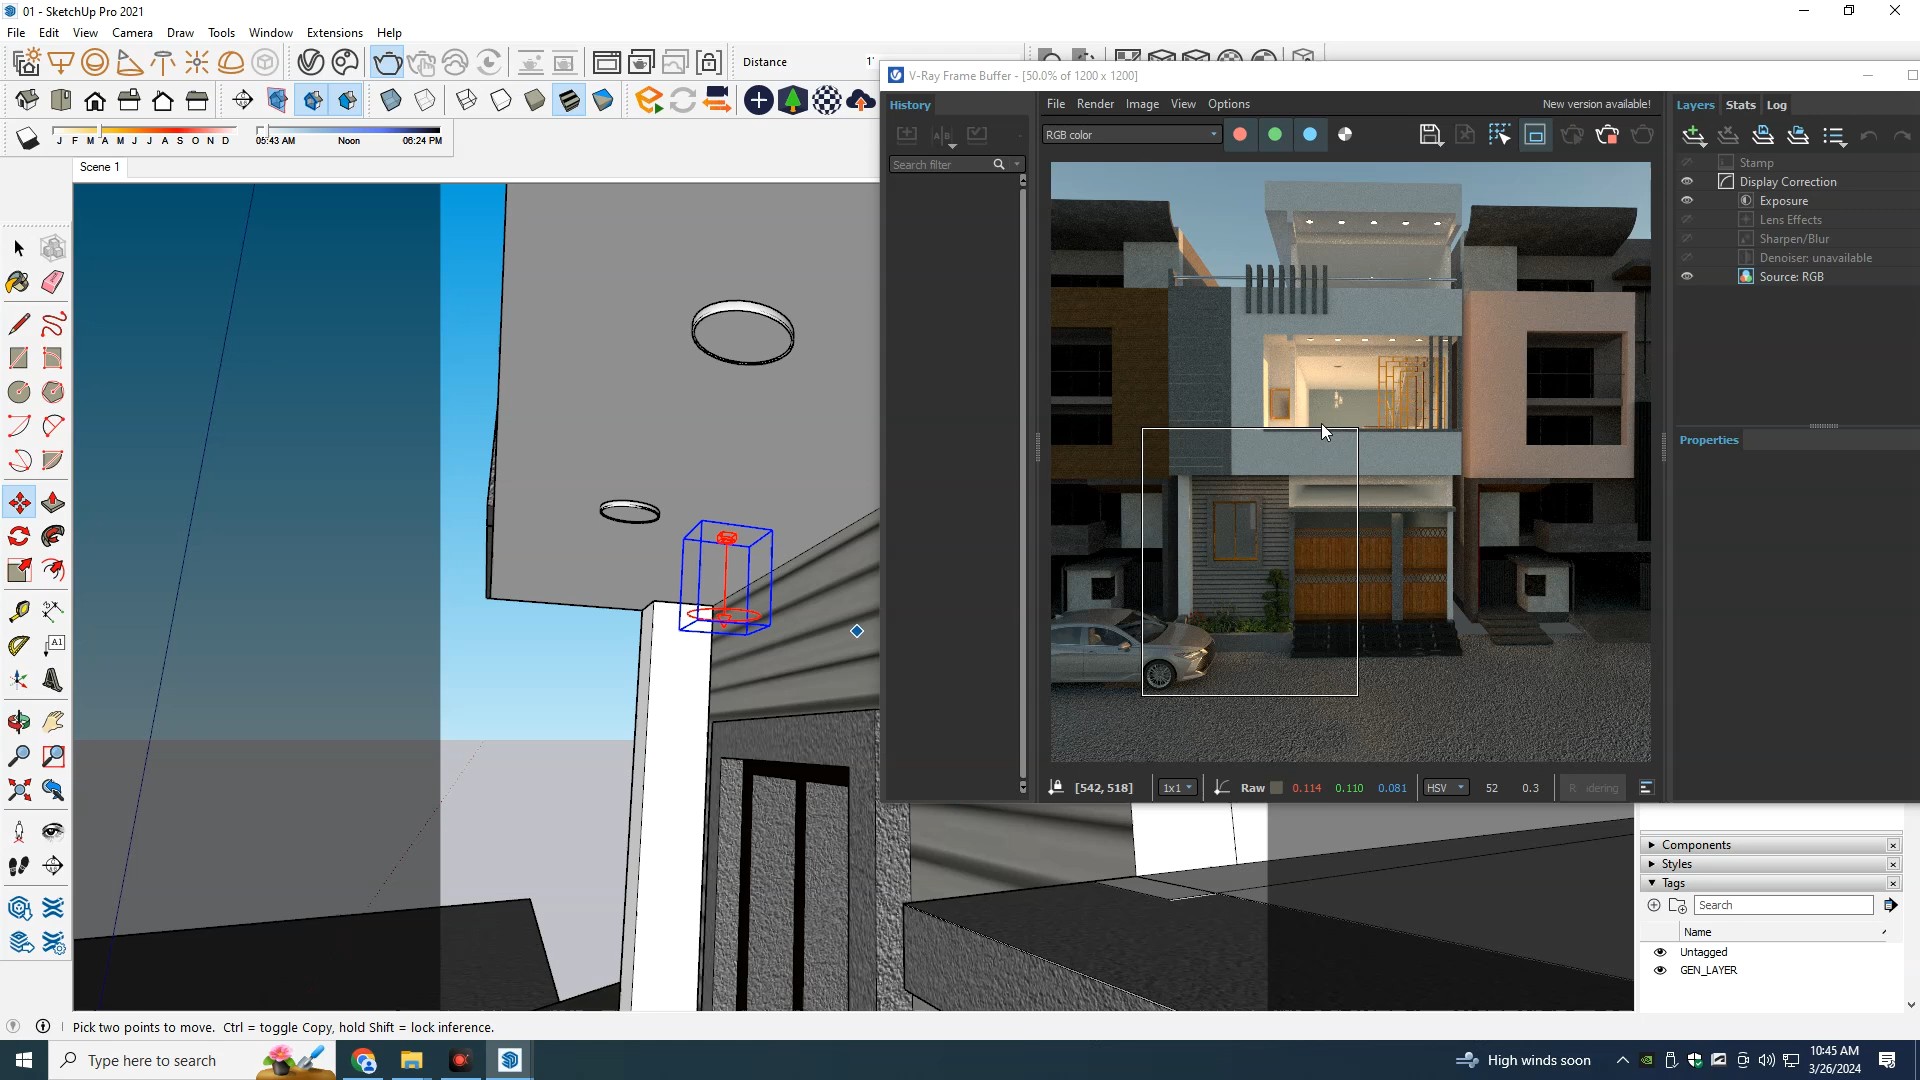 01 - SketchUp Pro 2021
File Edit View Camera Draw Tools Window Extensions Help
Distance 1'
V-Ray Frame Buffer - [50.0% of 1200 x 1200]
History
File Render Image View Options
New version available!
Layers Stats Log
RGB color
Search filter
J F M A M J J A S O N D
05:43 AM Noon 06:24 PM
Scene 1
Stamp
Display Correction
Exposure
Lens Effects
Sharpen/Blur
Denoiser: unavailable
Source: RGB
Properties
A1
[542, 518] 1x1 Raw 0.114 0.110 0.081 HSV 52 0.3
Components
Styles
Tags
Search
Name
Untagged
GEN_LAYER
Pick two points to move. Ctrl = toggle Copy, hold Shift = lock inference.
Type here to search
High winds soon
10:45 AM
3/26/2024